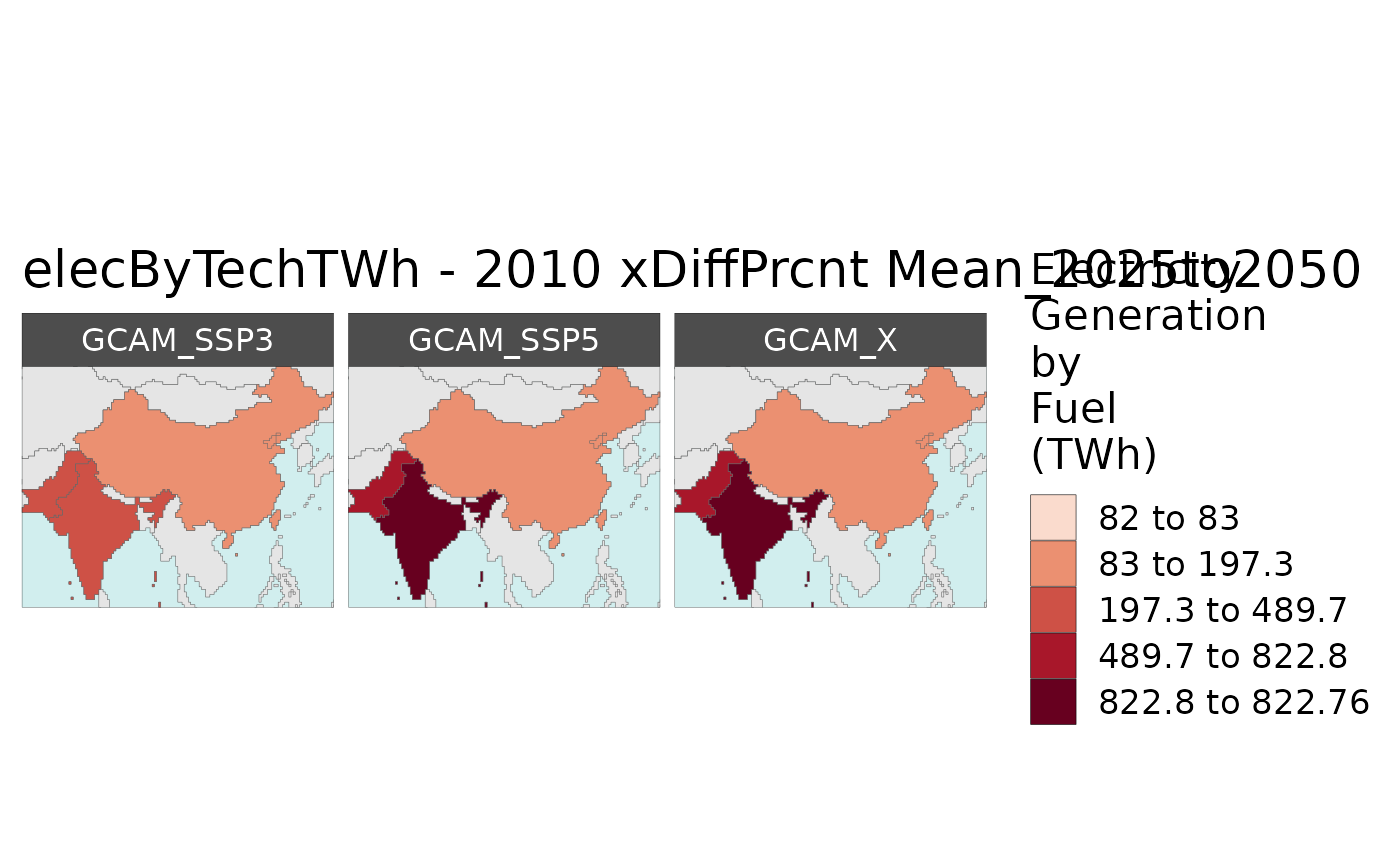 elecByTechTWh - 2010 xDiffPrcnt Mean_2025to2050
GCAM_SSP3
GCAM_SSP5
GCAM_X
Electricity
Generation
by
Fuel
(TWh)
82 to 83
83 to 197.3
197.3 to 489.7
489.7 to 822.8
822.8 to 822.76